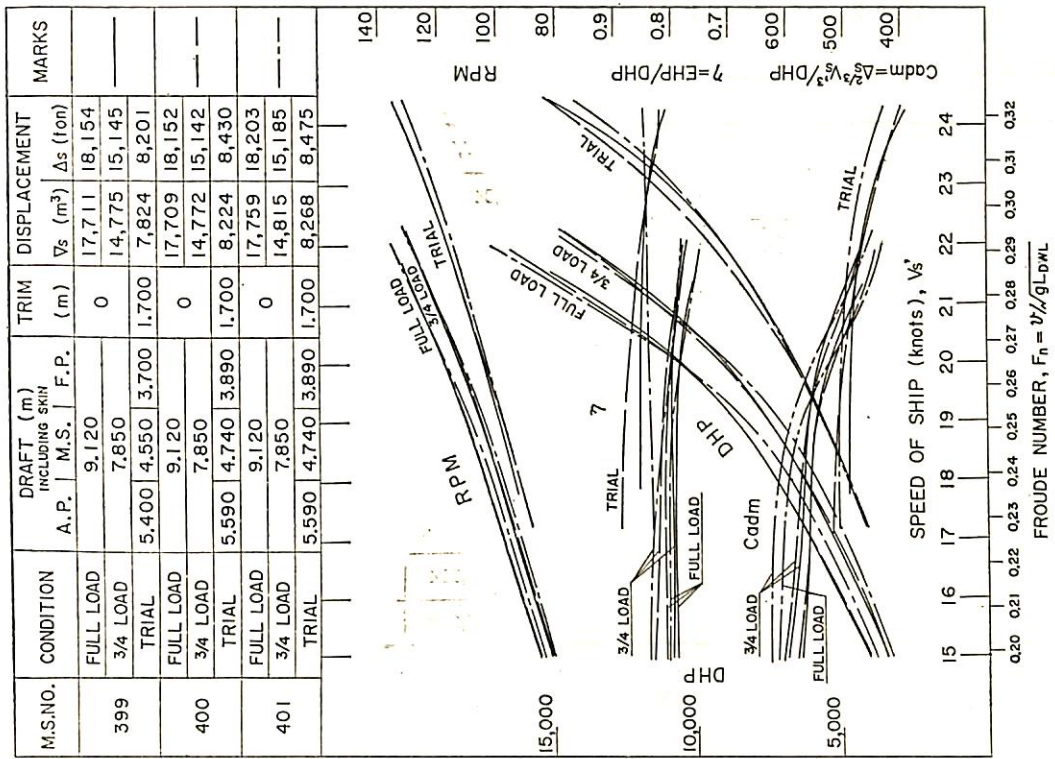 M.S.NO. CONDITION DRAFT (m) INCLUDING SKIN TRIM (m) DISPLACEMENT MARKS
A.P. M.S. F.P. ∇s (m³) Δs (ton)
399 FULL LOAD 9.120 0 17,711 18,154
3/4 LOAD 7.850 14,775 15,145
TRIAL 5.400 4.550 3.700 1.700 7,824 8,201
400 FULL LOAD 9.120 0 17,709 18,152
3/4 LOAD 7.850 14,772 15,142
TRIAL 5.590 4.740 3.890 1.700 8,224 8,430
401 FULL LOAD 9.120 0 17,759 18,203
3/4 LOAD 7.850 14,815 15,185
TRIAL 5.590 4.740 3.890 1.700 8,268 8,475
140
120
100
RPM
RPM
FULL LOAD
3/4 LOAD
TRIAL
0.9
0.8
0.7
η=EHP/DHP
TRIAL
η
3/4 LOAD
FULL LOAD
FULL LOAD
3/4 LOAD
TRIAL
DHP
15,000
10,000
5,000
DHP
600
500
400
Cadm=Δs^2/3 Vs³/DHP
Cadm
3/4 LOAD
FULL LOAD
TRIAL
15 16 17 18 19 20 21 22 23 24
SPEED OF SHIP (knots), Vs'
0.20 0.21 0.22 0.23 0.24 0.25 0.26 0.27 0.28 0.29 0.30 0.31 0.32
FROUDE NUMBER, Fn = v/√gLDWL